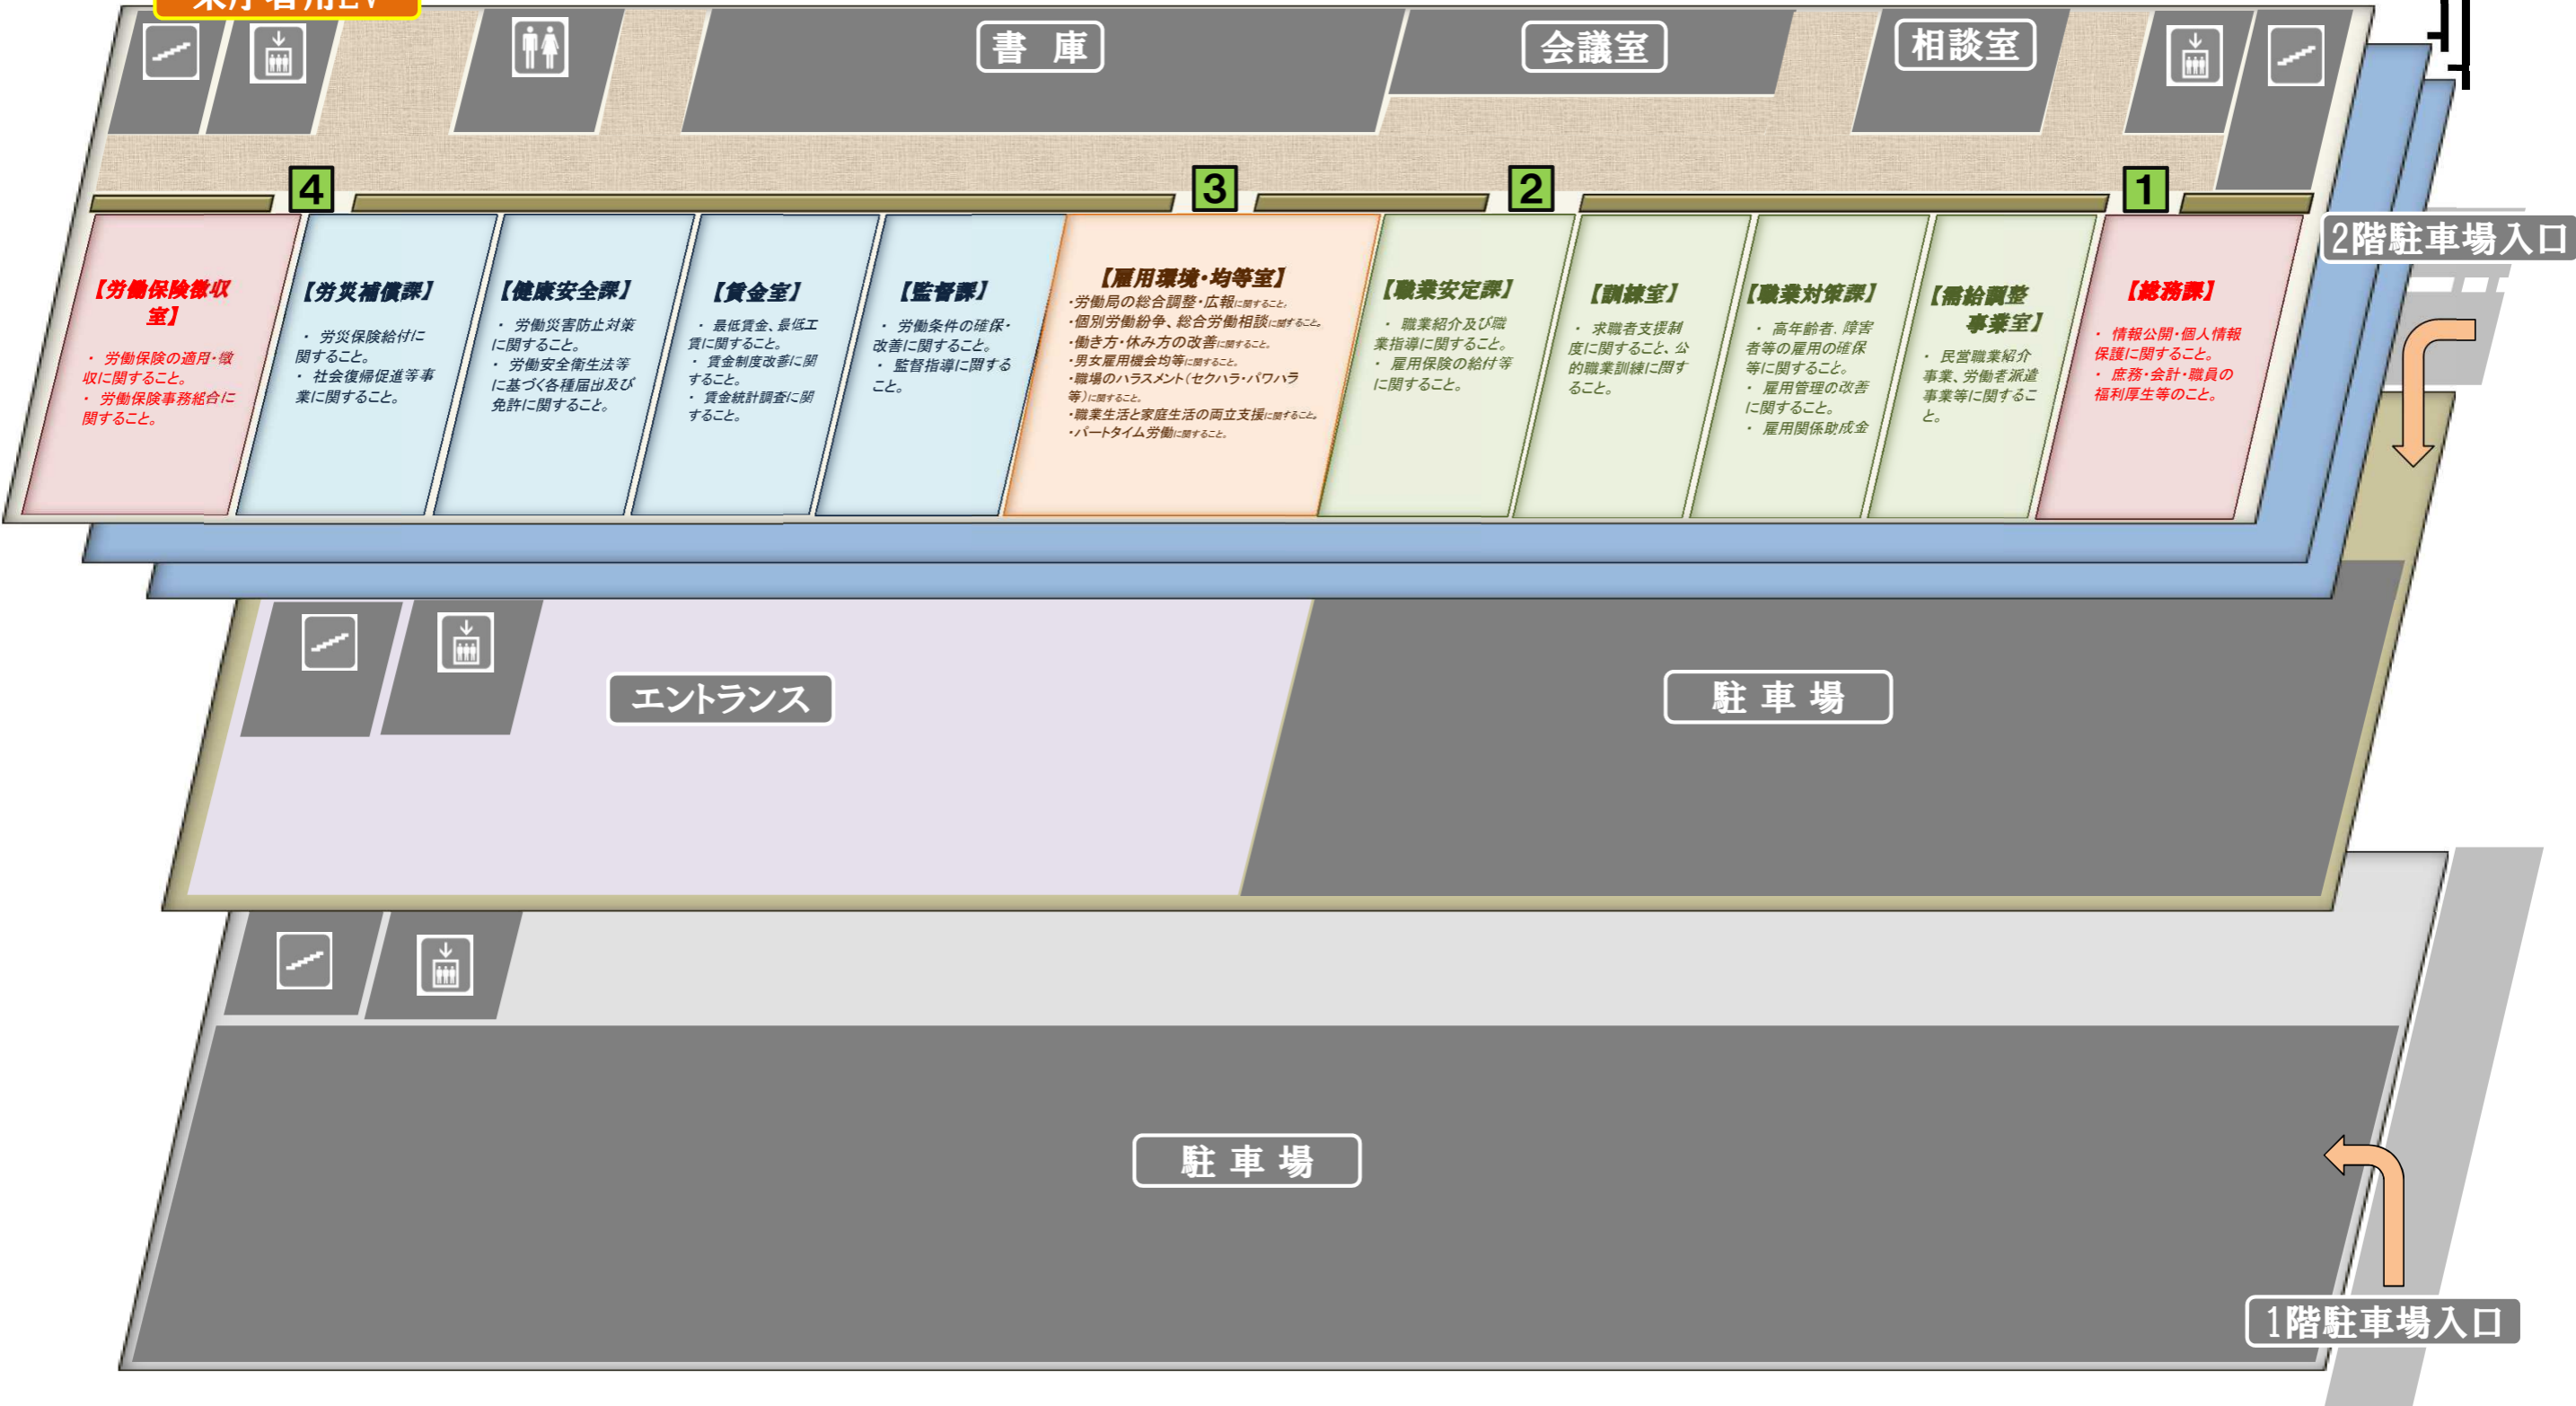 来庁者用EV
書 庫
会議室
相談室
4
3
2
1
2階駐車場入口
【労働保険徴収
室】
・ 労働保険の適用・徴
収に関すること。
・ 労働保険事務組合に
関すること。
【労災補償課】
・ 労災保険給付に
関すること。
・ 社会復帰促進等事
業に関すること。
【健康安全課】
・ 労働災害防止対策
に関すること。
・ 労働安全衛生法等
に基づく各種届出及び
免許に関すること。
【賃金室】
・ 最低賃金、最低工
賃に関すること。
・ 賃金制度改善に関
すること。
・ 賃金統計調査に関
すること。
【監督課】
・ 労働条件の確保・
改善に関すること。
・ 監督指導に関する
こと。
【雇用環境・均等室】
・労働局の総合調整・広報に関すること。
・個別労働紛争、総合労働相談に関すること。
・働き方・休み方の改善に関すること。
・男女雇用機会均等に関すること。
・職場のハラスメント（セクハラ・パワハラ
等）に関すること。
・職業生活と家庭生活の両立支援に関すること。
・パートタイム労働に関すること。
【職業安定課】
・ 職業紹介及び職
業指導に関すること。
・ 雇用保険の給付等
に関すること。
【訓練室】
・ 求職者支援制
度に関すること、公
的職業訓練に関す
ること。
【職業対策課】
・ 高年齢者．障害
者等の雇用の確保
等に関すること。
・ 雇用管理の改善
に関すること。
・ 雇用関係助成金
【需給調整
事業室】
・ 民営職業紹介
事業、労働者派遣
事業等に関するこ
と。
【総務課】
・ 情報公開・個人情報
保護に関すること。
・ 庶務・会計・職員の
福利厚生等のこと。
エントランス
駐 車 場
駐 車 場
1階駐車場入口